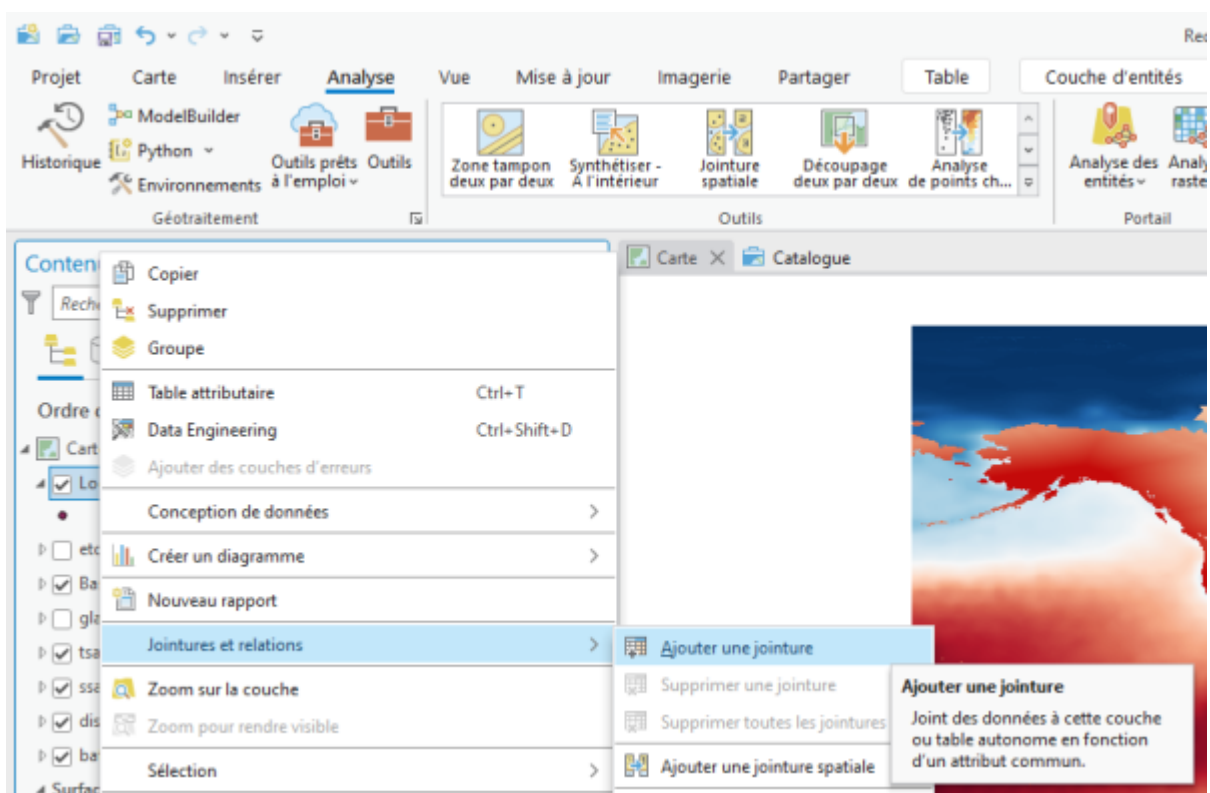 Projet Carte Insérer Analyse Vue Mise à jour Imagerie Partager Table Couche d'entités
Historique
ModelBuilder
Python
Environnements
Outils prêts
à l'emploi
Outils
Géotraitement
Zone tampon
deux par deux
Synthétiser -
A l'intérieur
Jointure
spatiale
Découpage
deux par deux
Analyse
de points ch...
Outils
Analyse des
entités
Portail
Carte
Catalogue
Copier
Supprimer
Groupe
Table attributaire Ctrl+T
Data Engineering Ctrl+Shift+D
Ajouter des couches d'erreurs
Conception de données
Créer un diagramme
Nouveau rapport
Jointures et relations
Zoom sur la couche
Zoom pour rendre visible
Sélection
Ajouter une jointure
Supprimer une jointure
Supprimer toutes les jointures
Ajouter une jointure spatiale
Ajouter une jointure
Joint des données à cette couche
ou table autonome en fonction
d'un attribut commun.